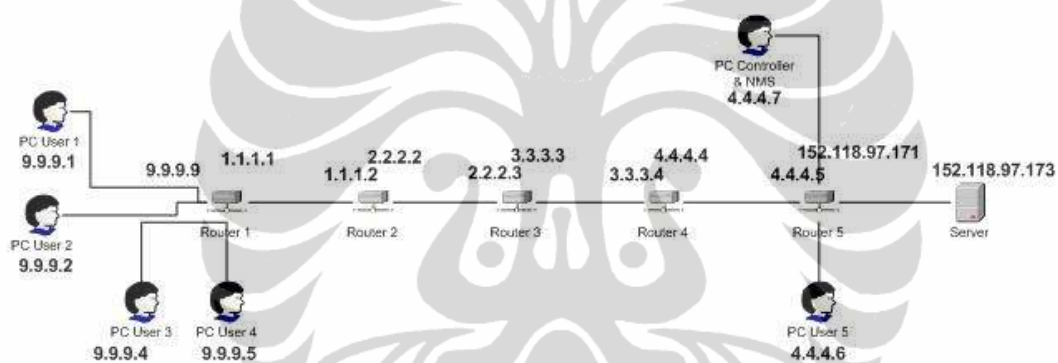 PC Controller
& NMS
4.4.4.7
PC User 1
9.9.9.1
9.9.9.9
1.1.1.1
Router 1
1.1.1.2
2.2.2.2
Router 2
2.2.2.3
3.3.3.3
Router 3
3.3.3.4
4.4.4.4
Router 4
4.4.4.5
152.118.97.171
Router 5
152.118.97.173
Server
PC User 2
9.9.9.2
PC User 3
9.9.9.4
PC User 4
9.9.9.5
PC User 5
4.4.4.6